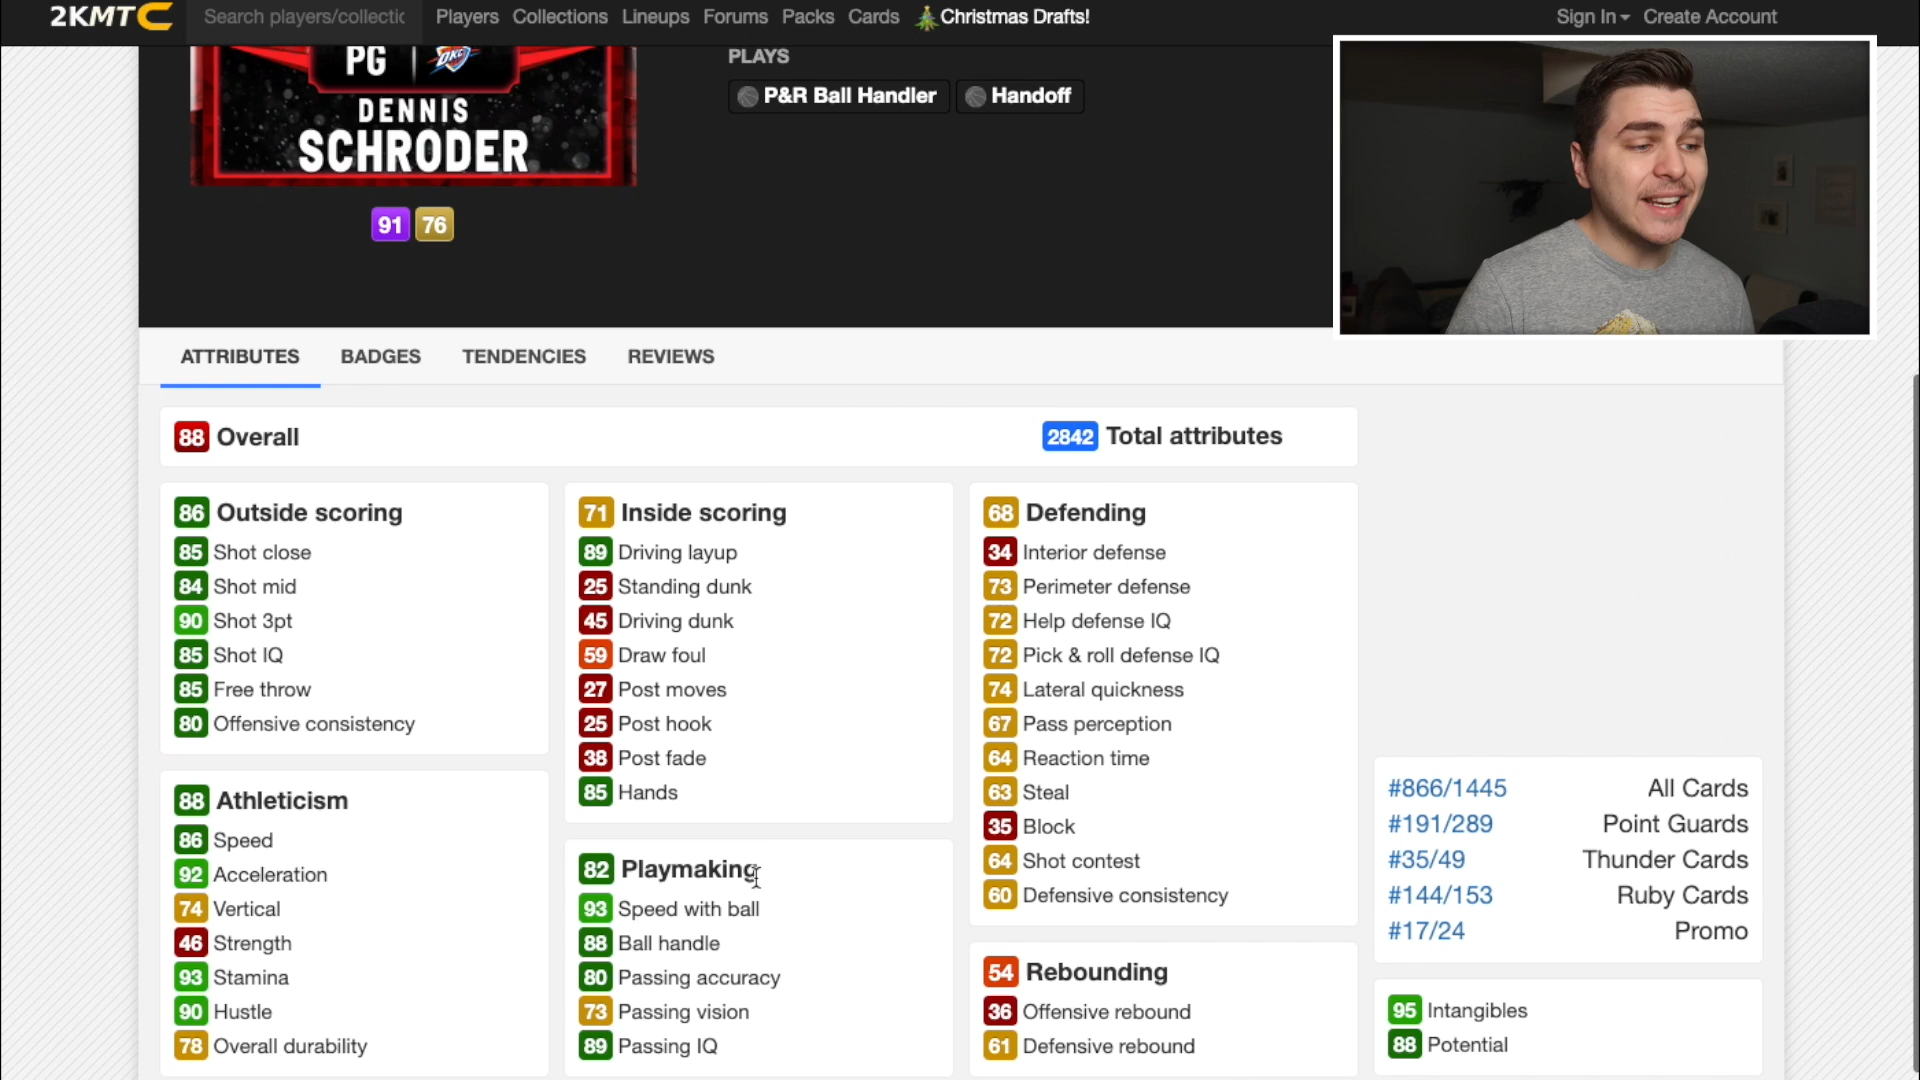 2KMTC
Search players/collectic
Players
Collections
Lineups
Forums
Packs
Cards
🎄Christmas Drafts!
Sign In
Create Account
PG
OKC
DENNIS
SCHRODER
91 76
PLAYS
P&R Ball Handler
Handoff
ATTRIBUTES
BADGES
TENDENCIES
REVIEWS
88 Overall
2842 Total attributes
86 Outside scoring
85 Shot close
84 Shot mid
90 Shot 3pt
85 Shot IQ
85 Free throw
80 Offensive consistency
88 Athleticism
86 Speed
92 Acceleration
74 Vertical
46 Strength
93 Stamina
90 Hustle
78 Overall durability
71 Inside scoring
89 Driving layup
25 Standing dunk
45 Driving dunk
59 Draw foul
27 Post moves
25 Post hook
38 Post fade
85 Hands
82 Playmaking
93 Speed with ball
88 Ball handle
80 Passing accuracy
73 Passing vision
89 Passing IQ
68 Defending
34 Interior defense
73 Perimeter defense
72 Help defense IQ
72 Pick & roll defense IQ
74 Lateral quickness
67 Pass perception
64 Reaction time
63 Steal
35 Block
64 Shot contest
60 Defensive consistency
54 Rebounding
36 Offensive rebound
61 Defensive rebound
#866/1445 All Cards
#191/289 Point Guards
#35/49 Thunder Cards
#144/153 Ruby Cards
#17/24 Promo
95 Intangibles
88 Potential